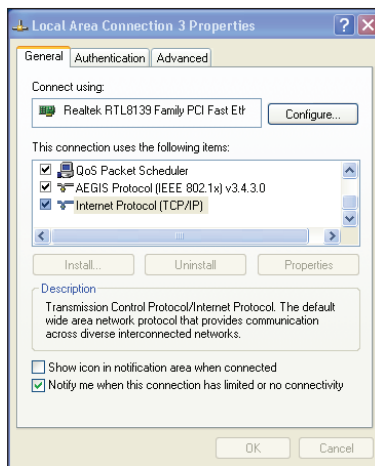 Local Area Connection 3 Properties
General Authentication Advanced
Connect using:
Realtek RTL8139 Family PCI Fast Eth
Configure...
This connection uses the following items:
QoS Packet Scheduler
AEGIS Protocol (IEEE 802.1x) v3.4.3.0
Internet Protocol (TCP/IP)
Install... Uninstall Properties
Description
Transmission Control Protocol/Internet Protocol. The default
wide area network protocol that provides communication
across diverse interconnected networks.
Show icon in notification area when connected
Notify me when this connection has limited or no connectivity
OK Cancel